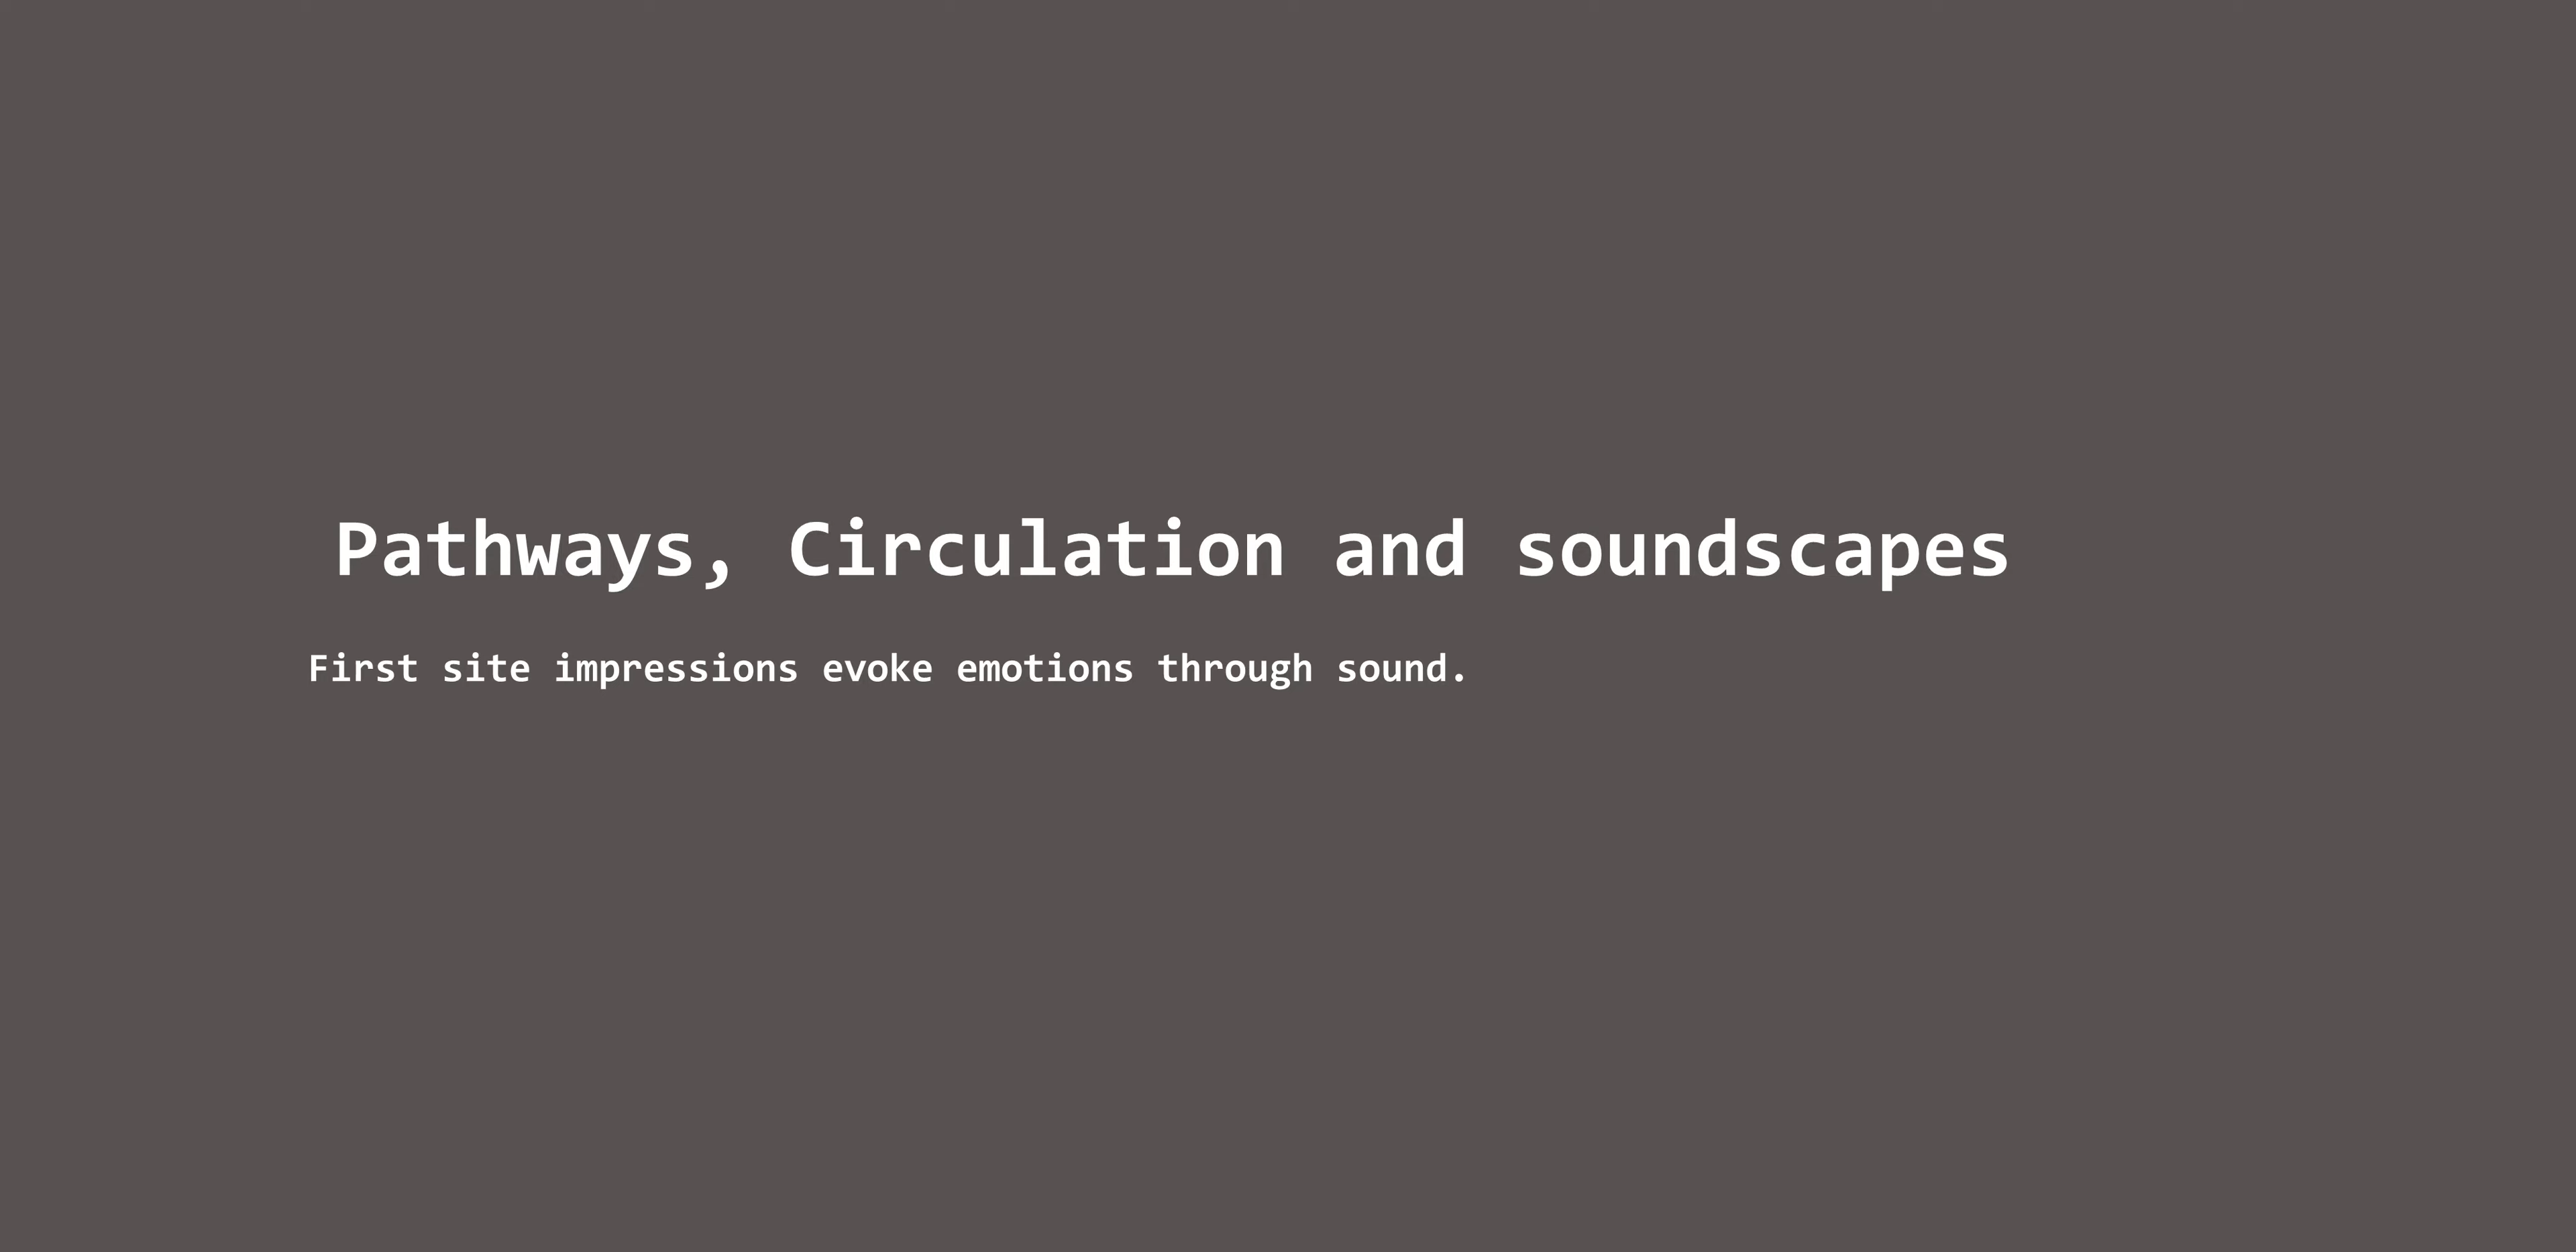 Pathways, Circulation and soundscapes
First site impressions evoke emotions through sound.